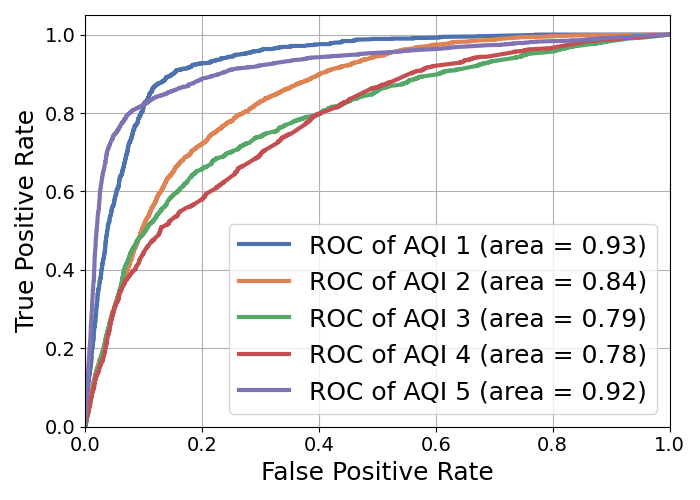 1.0
0.8
0.6
0.4
0.2
0.0
True Positive Rate
ROC of AQI 1 (area = 0.93)
ROC of AQI 2 (area = 0.84)
ROC of AQI 3 (area = 0.79)
ROC of AQI 4 (area = 0.78)
ROC of AQI 5 (area = 0.92)
0.0 0.2 0.4 0.6 0.8 1.0
False Positive Rate